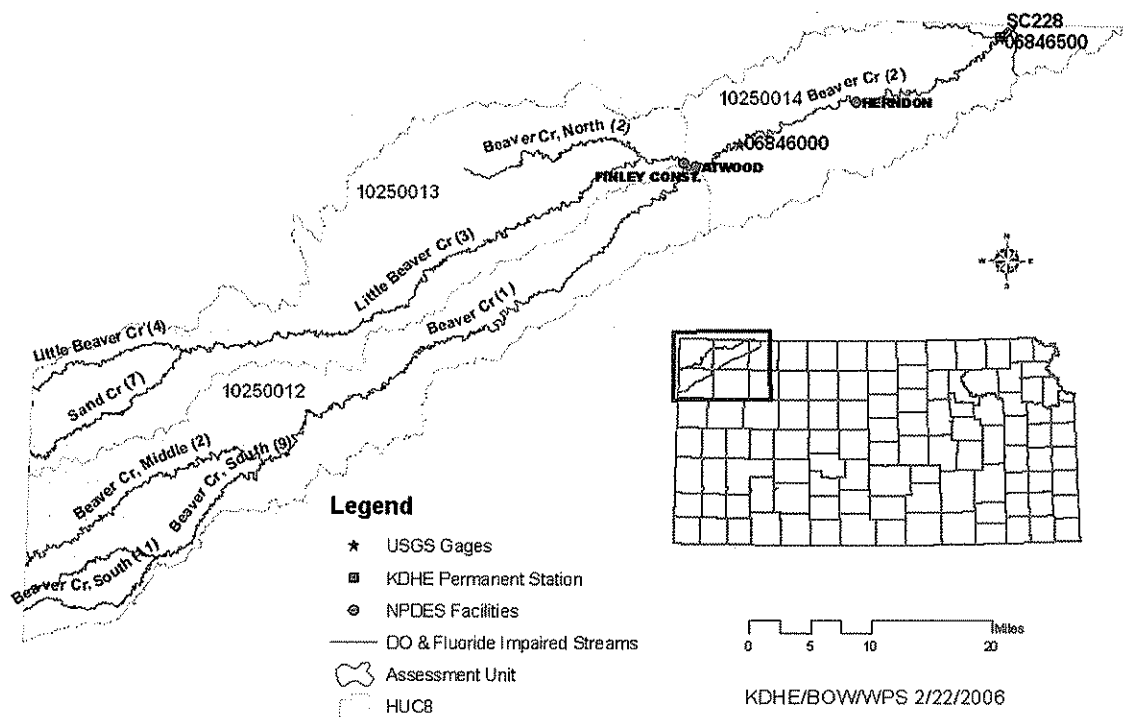 SC228
06846500
10250014 Beaver Cr (2)
HERNDON
Beaver Cr, North (2)
06846000
ATWOOD
FINLEY CONST.
10250013
Little Beaver Cr (3)
Beaver Cr (1)
N
W E
S
Little Beaver Cr (4)
Sand Cr (7)
10250012
Beaver Cr, Middle (2)
Beaver Cr, South (9)
Beaver Cr, South (11)
Legend
USGS Gages
KDHE Permanent Station
NPDES Facilities
DO & Fluoride Impaired Streams
Assessment Unit
HUC8
Miles
0 5 10 20
KDHE/BOW/WPS 2/22/2006